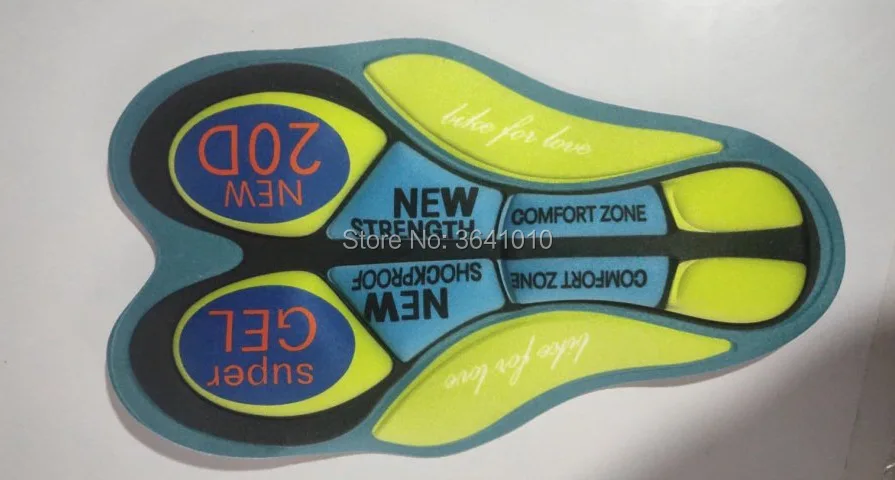 NEW
20D
bike for love
NEW
STRENGTH
COMFORT ZONE
Store No: 3641010
NEW
SHOCKPROOF
COMFORT ZONE
super
GEL
bike for love